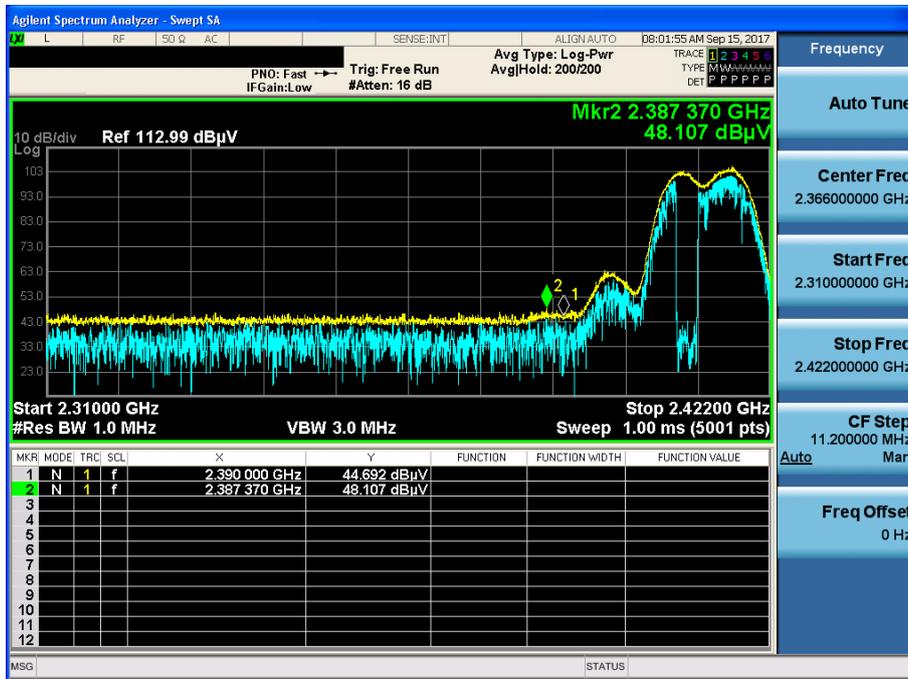 Agilent Spectrum Analyzer - Swept SA
LXI L RF 50 Ω AC SENSE:INT ALIGN AUTO 08:01:55 AM Sep 15, 2017
PNO: Fast Trig: Free Run Avg Type: Log-Pwr TRACE 1 2 3 4 5 6
IFGain:Low #Atten: 16 dB Avg|Hold: 200/200 TYPE M
DET P P P P P P
Mkr2 2.387 370 GHz
48.107 dBµV
10 dB/div Ref 112.99 dBµV
Log
103
93.0
83.0
73.0
63.0
53.0
43.0
33.0
23.0
2
1
Start 2.31000 GHz Stop 2.42200 GHz
#Res BW 1.0 MHz VBW 3.0 MHz Sweep 1.00 ms (5001 pts)
MKR MODE TRC SCL X Y FUNCTION FUNCTION WIDTH FUNCTION VALUE
1 N 1 f 2.390 000 GHz 44.692 dBµV
2 N 1 f 2.387 370 GHz 48.107 dBµV
3
4
5
6
7
8
9
10
11
12
MSG STATUS
Frequency
Auto Tune
Center Freq
2.366000000 GHz
Start Freq
2.310000000 GHz
Stop Freq
2.422000000 GHz
CF Step
11.200000 MHz
Auto Man
Freq Offset
0 Hz